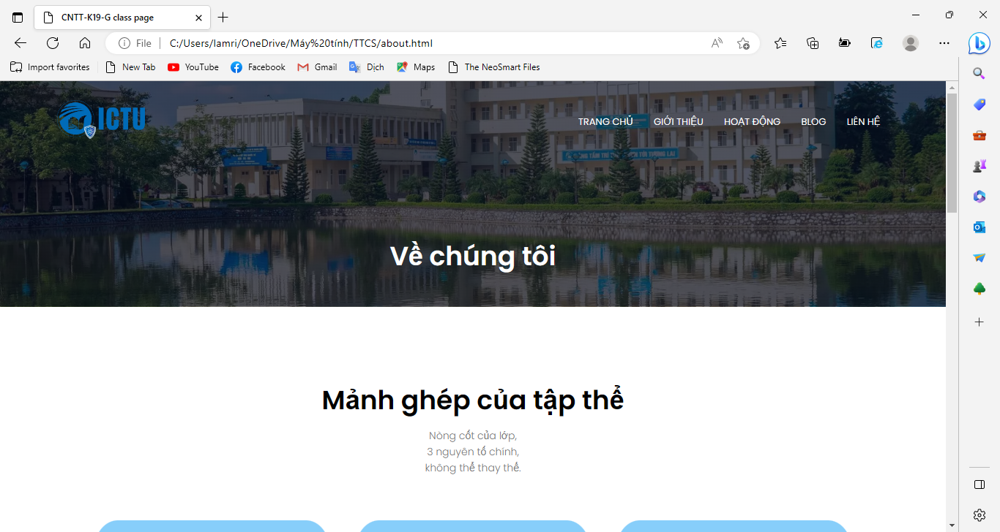 CNTT-K19-G class page
File
C:/Users/lamri/OneDrive/Máy%20tính/TTCS/about.html
Import favorites
New Tab
YouTube
Facebook
Gmail
Dịch
Maps
The NeoSmart Files
ICTU
TRANG CHỦ
GIỚI THIỆU
HOẠT ĐỘNG
BLOG
LIÊN HỆ
Về chúng tôi
Mảnh ghép của tập thể
Nòng cốt của lớp,
3 nguyên tố chính,
không thể thay thế.